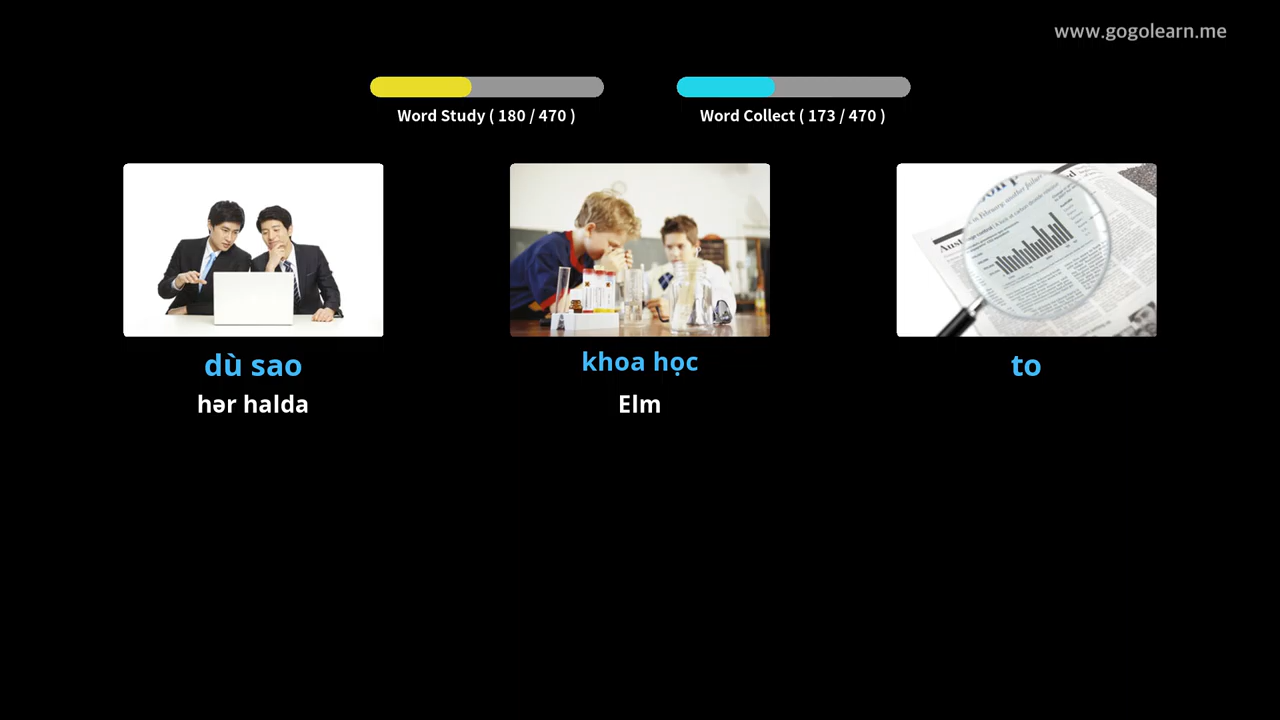 www.gogolearn.me
Word Study ( 180 / 470 )
Word Collect ( 173 / 470 )
dù sao
khoa học
to
hər halda
Elm